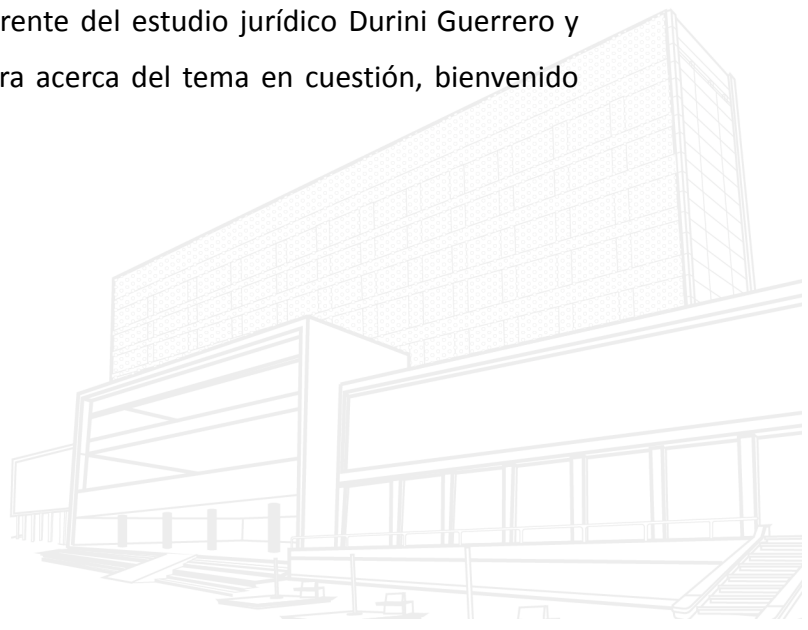 rente del estudio jurídico Durini Guerrero y
ra acerca del tema en cuestión, bienvenido